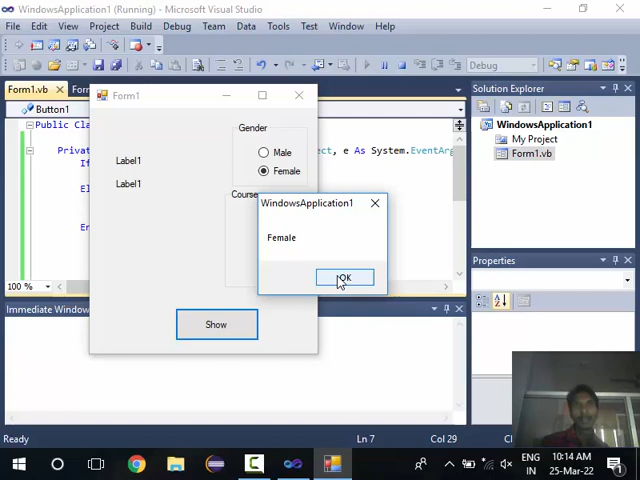 WindowsApplication1 (Running) - Microsoft Visual Studio
File Edit View Project Build Debug Team Data Tools Test Window Help
Debug
Form1.vb
Form1
Button1
Public Cla
Private
ect, e As System.EventArg
If
El
En
Gender
Male
Female
Label1
Label1
Course
WindowsApplication1
Female
OK
Show
100 %
Immediate Window
Solution Explorer
WindowsApplication1
My Project
Form1.vb
Properties
Ready
Ln 7
Col 29
ENG
IN
10:14 AM
25-Mar-22